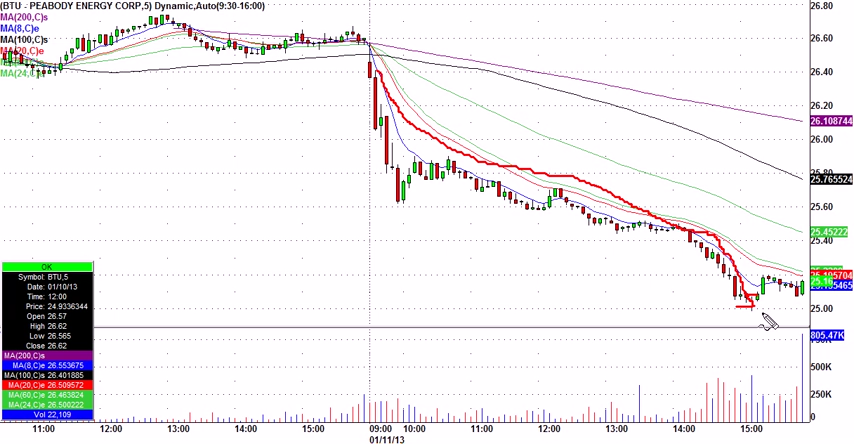 (BTU - PEABODY ENERGY CORP,5) Dynamic,Auto(9:30-16:00)
MA(200,C)s
MA(8,C)e
MA(100,C)s
MA(20,C)e
MA(24,C)e
26.80
26.60
26.40
26.20
26.108744
26.00
25.765524
25.60
25.45222
25.40
25.16
25.00
805.47K
500K
250K
0
OK
Symbol BTU,5
Date: 01/10/13
Time: 12:00
Price: 24.9336344
Open 26.57
High 26.62
Low 26.565
Close 26.62
MA(200,C)s
MA(8,C)e 26.553675
MA(100,C)s 26.401885
MA(20,C)e 26.509572
MA(60,C)e 26.463824
MA(24,C)e 26.500222
Vol 22,109
11:00 12:00 13:00 14:00 15:00 09:00 10:00 11:00 12:00 13:00 14:00 15:00
01/11/13